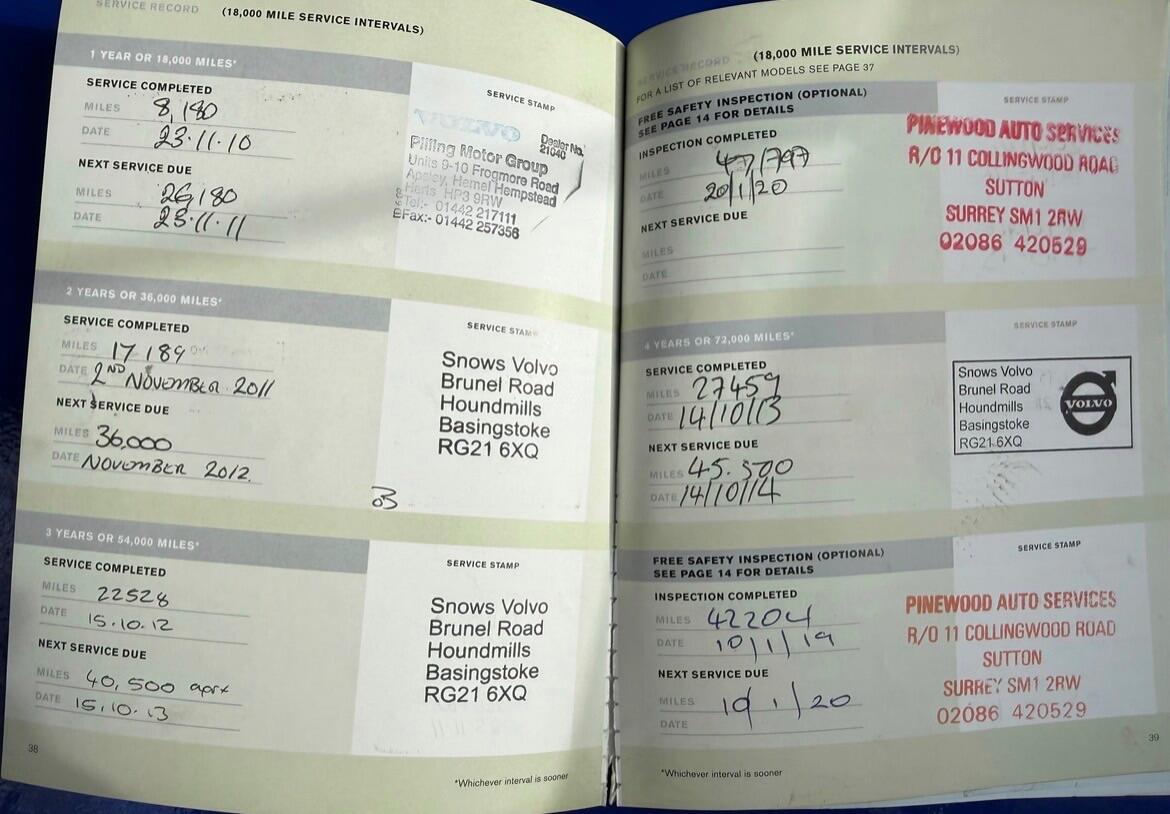 SERVICE RECORD (18,000 MILE SERVICE INTERVALS)
1 YEAR OR 18,000 MILES*
SERVICE COMPLETED
MILES 8,180
DATE 23.11.10
NEXT SERVICE DUE
MILES 26,180
DATE 23.11.11
SERVICE STAMP
VOLVO
Dealer No.
21040
Pilling Motor Group
Units 9-10 Frogmore Road
Apsley, Hemel Hempstead
Herts HP3 9RW
Tel:- 01442 217111
Fax:- 01442 257356
2 YEARS OR 36,000 MILES*
SERVICE COMPLETED
MILES 17189
DATE 2ND NOVEMBER 2011
NEXT SERVICE DUE
MILES 36,000
DATE NOVEMBER 2012.
SERVICE STAMP
Snows Volvo
Brunel Road
Houndmills
Basingstoke
RG21 6XQ
3 YEARS OR 54,000 MILES*
SERVICE COMPLETED
MILES 22528
DATE 15.10.12
NEXT SERVICE DUE
MILES 40,500 aprx
DATE 15.10.13
SERVICE STAMP
Snows Volvo
Brunel Road
Houndmills
Basingstoke
RG21 6XQ
38
*Whichever interval is sooner
SERVICE RECORD (18,000 MILE SERVICE INTERVALS)
FOR A LIST OF RELEVANT MODELS SEE PAGE 37
FREE SAFETY INSPECTION (OPTIONAL)
SEE PAGE 14 FOR DETAILS
INSPECTION COMPLETED
MILES 47,797
DATE 20/1/20
NEXT SERVICE DUE
MILES
DATE
SERVICE STAMP
PINEWOOD AUTO SERVICES
R/O 11 COLLINGWOOD ROAD
SUTTON
SURREY SM1 2RW
02086 420529
4 YEARS OR 72,000 MILES*
SERVICE COMPLETED
MILES 27459
DATE 14/10/13
NEXT SERVICE DUE
MILES 45.500
DATE 14/10/14
SERVICE STAMP
Snows Volvo
Brunel Road
Houndmills
Basingstoke
RG21 6XQ
VOLVO
FREE SAFETY INSPECTION (OPTIONAL)
SEE PAGE 14 FOR DETAILS
INSPECTION COMPLETED
MILES 42204
DATE 10/1/19
NEXT SERVICE DUE
MILES 10/1/20
DATE
SERVICE STAMP
PINEWOOD AUTO SERVICES
R/O 11 COLLINGWOOD ROAD
SUTTON
SURREY SM1 2RW
02086 420529
39
*Whichever interval is sooner